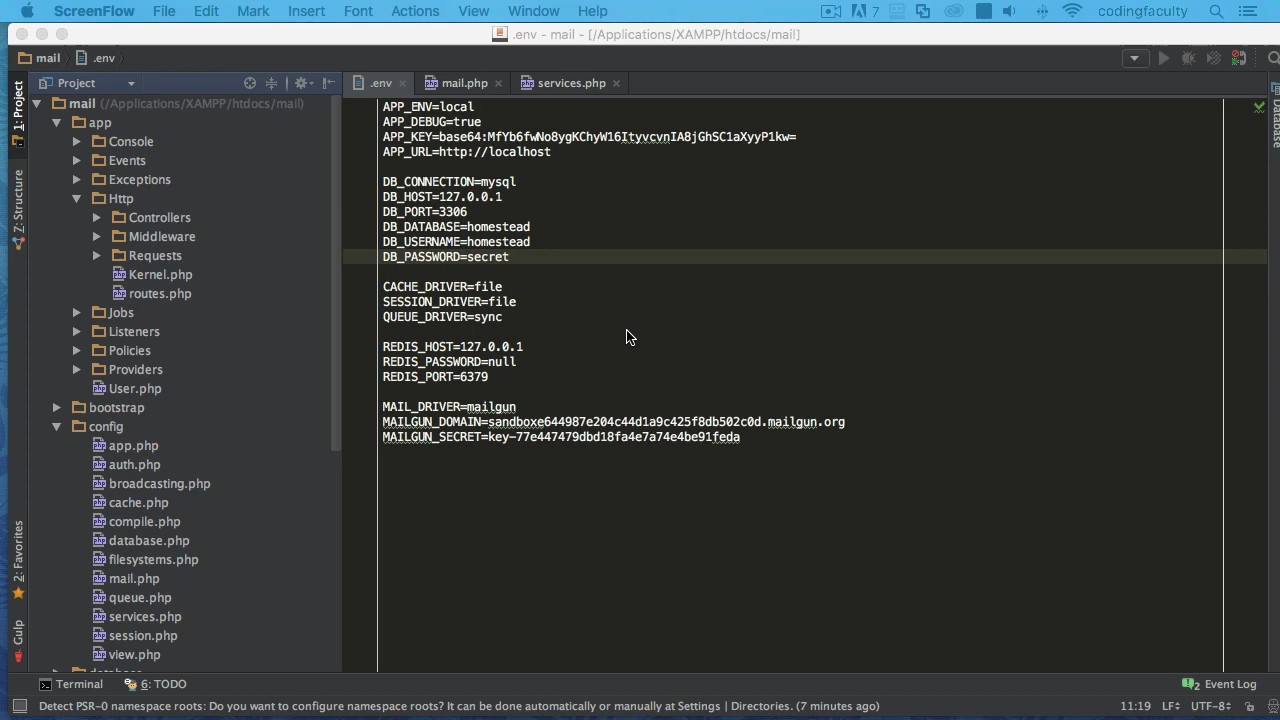 ScreenFlow File Edit Mark Insert Font Actions View Window Help 7 codingfaculty
.env - mail - [/Applications/XAMPP/htdocs/mail]
mail .env
Project
.env mail.php services.php
1: Project
7: Structure
2: Favorites
Gulp
Database
mail (/Applications/XAMPP/htdocs/mail)
app
Console
Events
Exceptions
Http
Controllers
Middleware
Requests
Kernel.php
routes.php
Jobs
Listeners
Policies
Providers
User.php
bootstrap
config
app.php
auth.php
broadcasting.php
cache.php
compile.php
database.php
filesystems.php
mail.php
queue.php
services.php
session.php
view.php
database
APP_ENV=local
APP_DEBUG=true
APP_KEY=base64:MfYb6fwNo8ygKChyW16ItyvcvnIA8jGhSC1aXyyP1kw=
APP_URL=http://localhost
DB_CONNECTION=mysql
DB_HOST=127.0.0.1
DB_PORT=3306
DB_DATABASE=homestead
DB_USERNAME=homestead
DB_PASSWORD=secret
CACHE_DRIVER=file
SESSION_DRIVER=file
QUEUE_DRIVER=sync
REDIS_HOST=127.0.0.1
REDIS_PASSWORD=null
REDIS_PORT=6379
MAIL_DRIVER=mailgun
MAILGUN_DOMAIN=sandboxe644987e204c44d1a9c425f8db502c0d.mailgun.org
MAILGUN_SECRET=key-77e447479dbd18fa4e7a74e4be91feda
Terminal 6: TODO 2 Event Log
Detect PSR-0 namespace roots: Do you want to configure namespace roots? It can be done automatically or manually at Settings | Directories. (7 minutes ago) 11:19 LF UTF-8